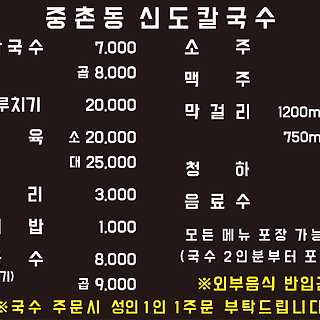 중촌동 신도칼국수
칼국수 7,000
곱 8,000
루치기 20,000
육 소 20,000
대 25,000
리 3,000
밥 1,000
수 8,000
기)
곱 9,000
소 주
맥 주
막 걸 리 1200m
750m
청 하
음 료 수
모든 메뉴 포장 가능
(국수 2인분부터 포
※외부음식 반입금
※국수 주문시 성인1인 1주문 부탁드립니다